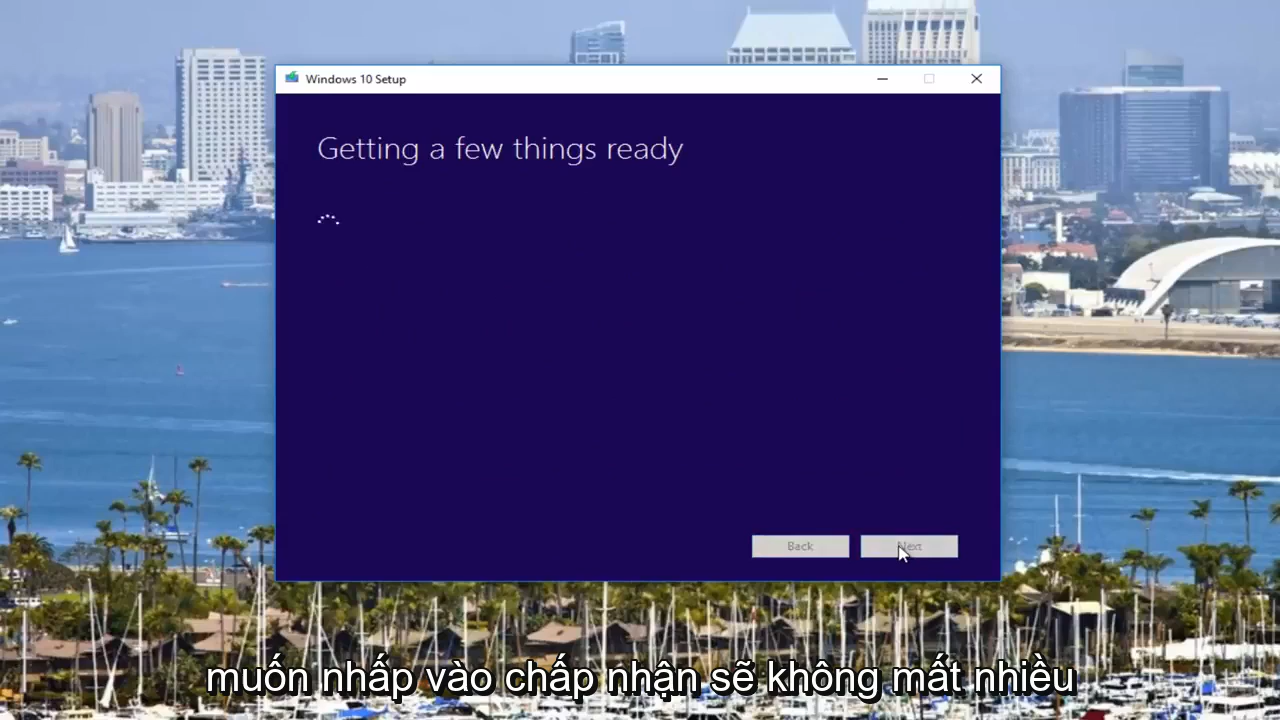 Windows 10 Setup
Getting a few things ready
Back
Next
muốn nhấp vào chấp nhận sẽ không mất nhiều